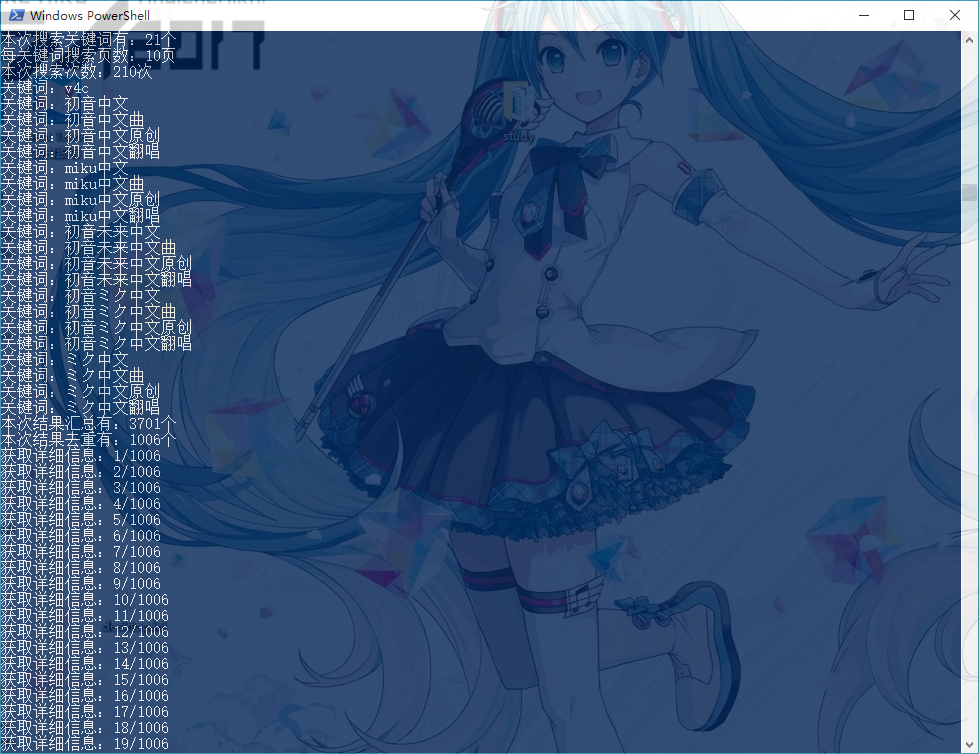 Windows PowerShell
本次搜索关键词有：21个
每关键词搜索页数：10页
本次搜索次数：210次
关键词：v4c
关键词：初音中文
关键词：初音中文曲
关键词：初音中文原创
关键词：初音中文翻唱
关键词：miku中文
关键词：miku中文曲
关键词：miku中文原创
关键词：miku中文翻唱
关键词：初音未来中文
关键词：初音未来中文曲
关键词：初音未来中文原创
关键词：初音未来中文翻唱
关键词：初音ミク中文
关键词：初音ミク中文曲
关键词：初音ミク中文原创
关键词：初音ミク中文翻唱
关键词：ミク中文
关键词：ミク中文曲
关键词：ミク中文原创
关键词：ミク中文翻唱
本次结果汇总有：3701个
本次结果去重有：1006个
获取详细信息：1/1006
获取详细信息：2/1006
获取详细信息：3/1006
获取详细信息：4/1006
获取详细信息：5/1006
获取详细信息：6/1006
获取详细信息：7/1006
获取详细信息：8/1006
获取详细信息：9/1006
获取详细信息：10/1006
获取详细信息：11/1006
获取详细信息：12/1006
获取详细信息：13/1006
获取详细信息：14/1006
获取详细信息：15/1006
获取详细信息：16/1006
获取详细信息：17/1006
获取详细信息：18/1006
获取详细信息：19/1006
study